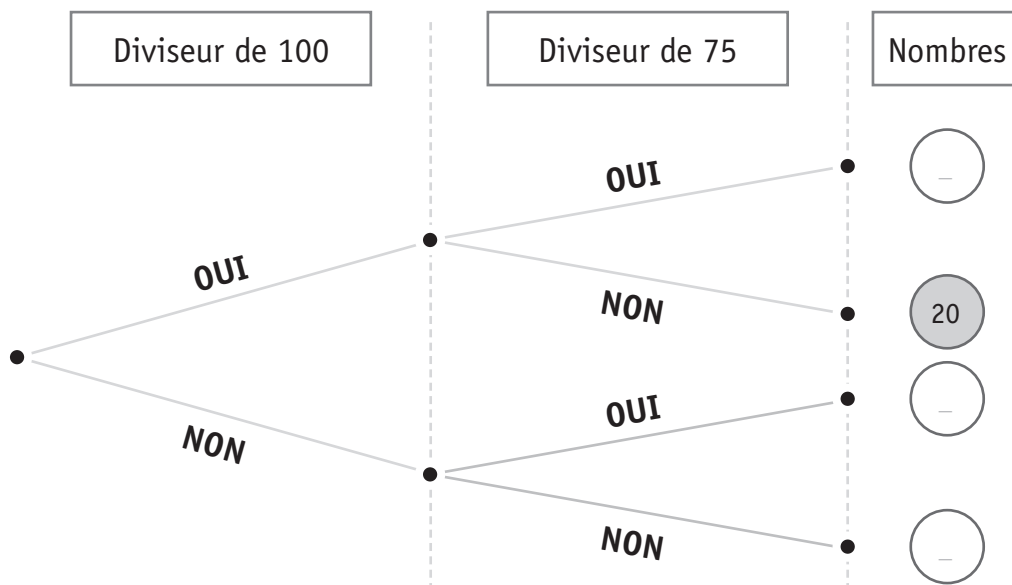 Diviseur de 100
Diviseur de 75
Nombres
OUI
_
OUI
NON
20
NON
OUI
_
NON
_